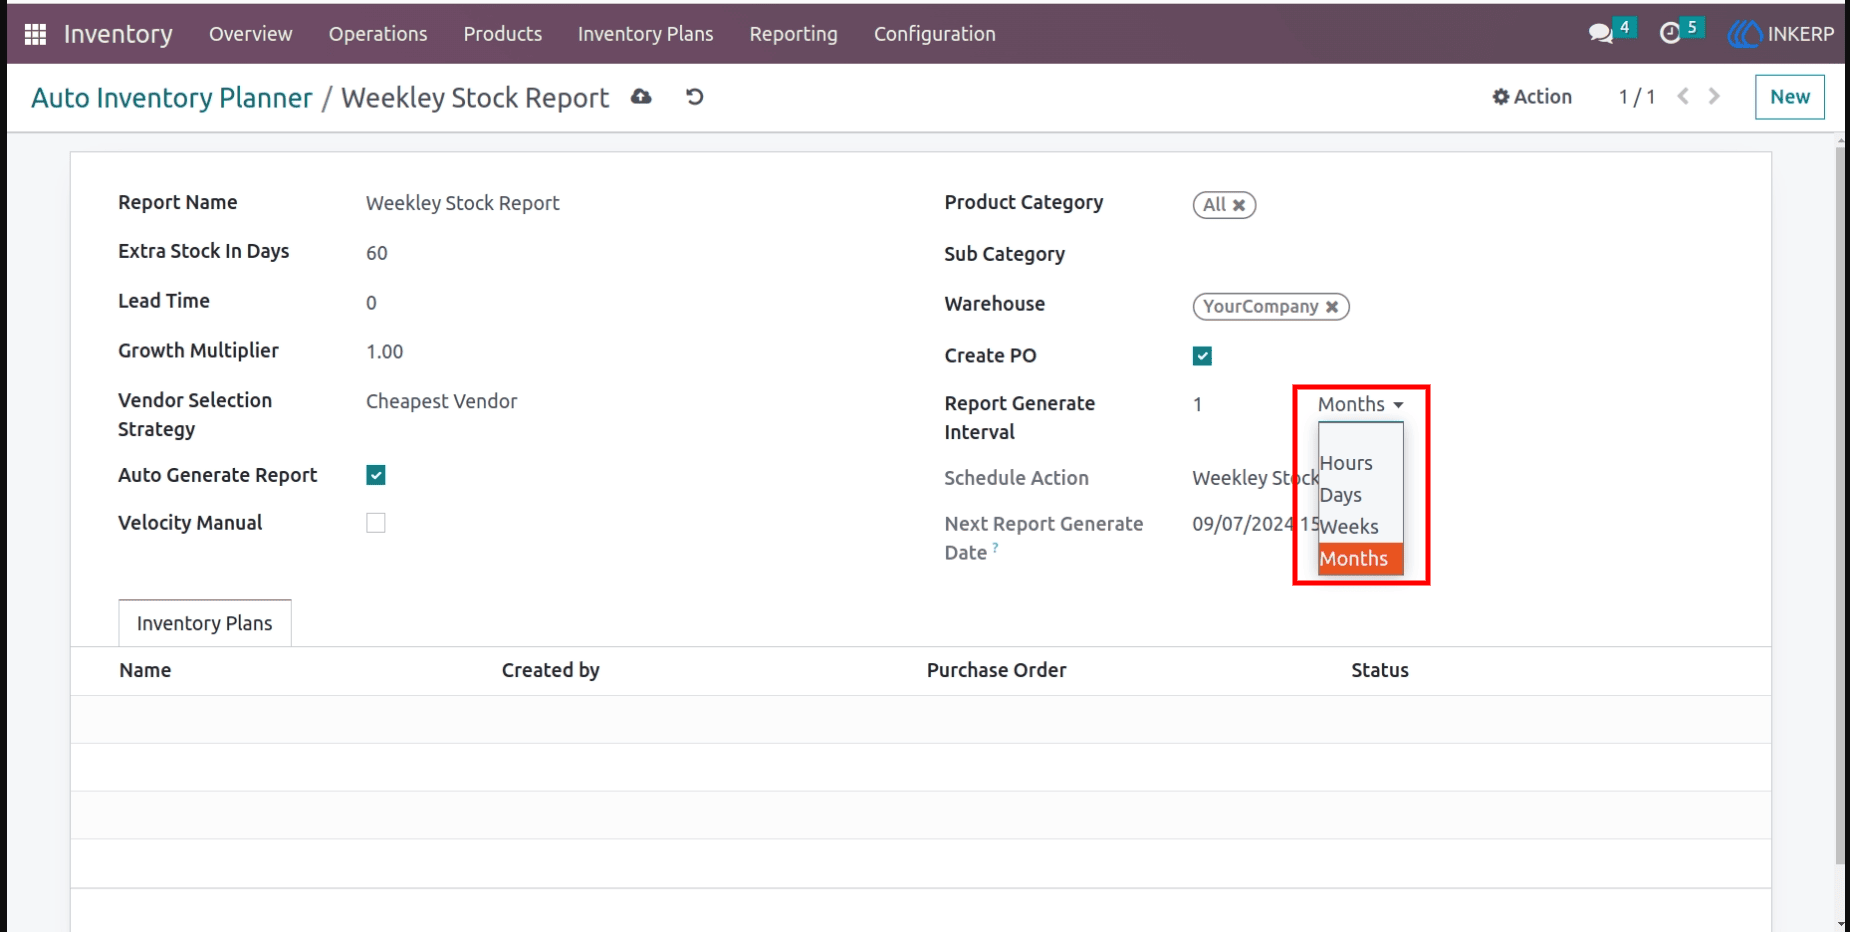 Inventory Overview Operations Products Inventory Plans Reporting Configuration 4 5 INKERP
Auto Inventory Planner / Weekley Stock Report Action 1 / 1 New
Report Name Weekley Stock Report
Extra Stock In Days 60
Lead Time 0
Growth Multiplier 1.00
Vendor Selection
Strategy
Cheapest Vendor
Auto Generate Report
Velocity Manual
Product Category All
Sub Category
Warehouse YourCompany
Create PO
Report Generate
Interval
1 Months
Hours
Days
Weeks
Months
Schedule Action Weekley Stock
Next Report Generate
Date ?
09/07/2024 15
Inventory Plans
Name Created by Purchase Order Status